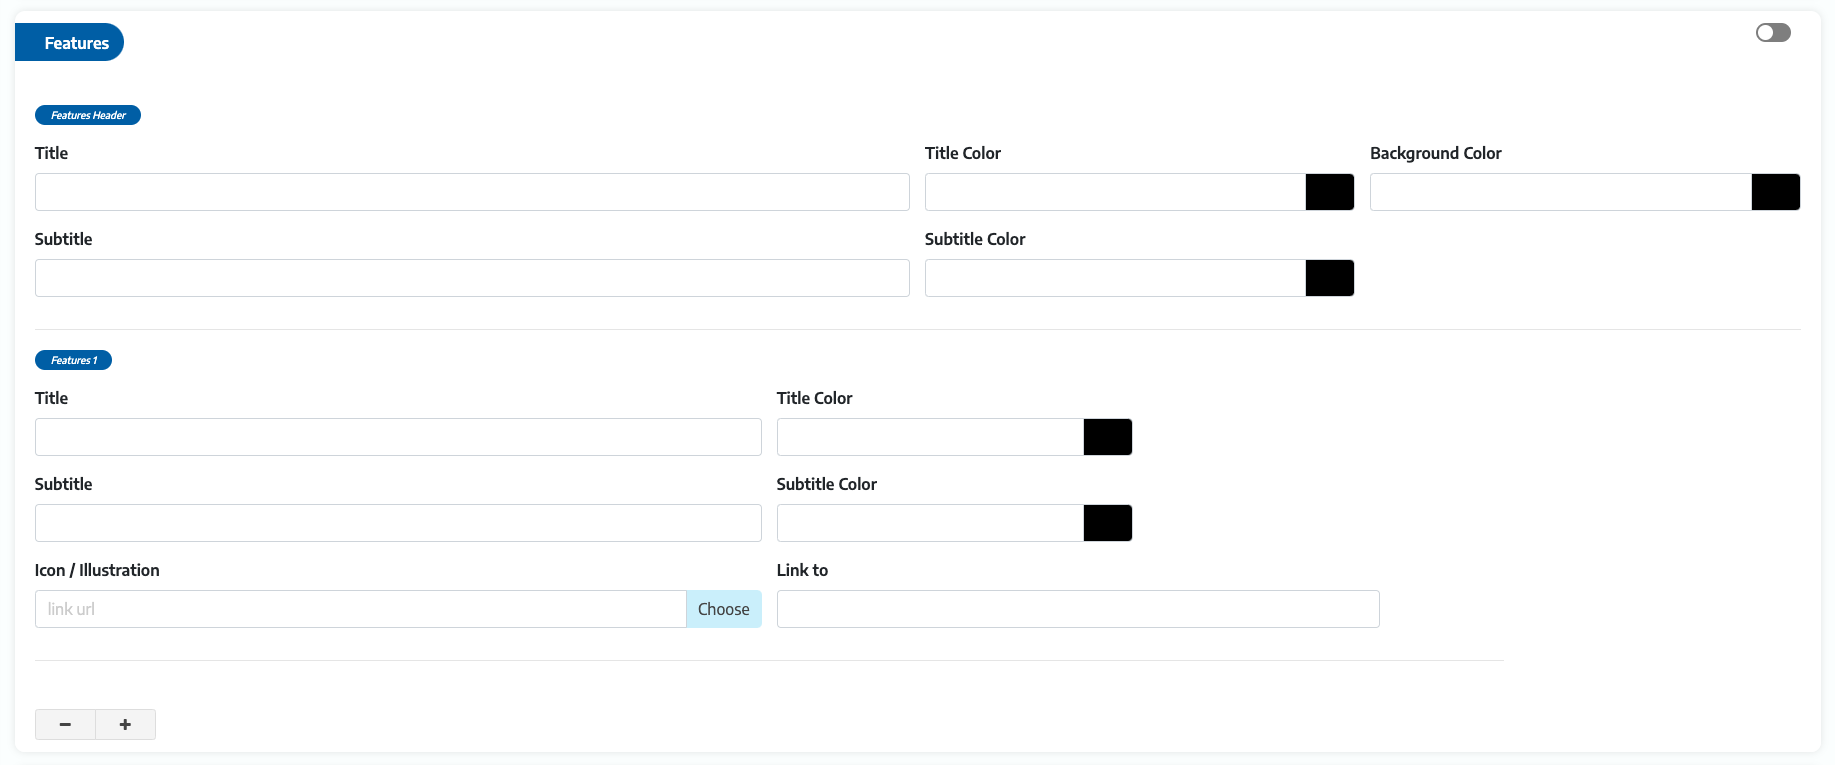 Features
Features Header
Title Title Color Background Color
Subtitle Subtitle Color
Features 1
Title Title Color
Subtitle Subtitle Color
Icon / Illustration Link to
link url Choose
− +